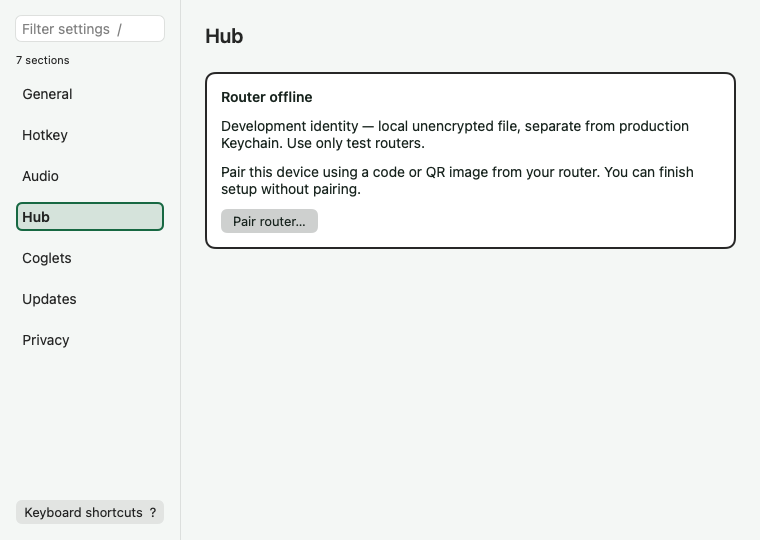 Filter settings /
7 sections
General
Hotkey
Audio
Hub
Coglets
Updates
Privacy
Keyboard shortcuts ?
Hub
Router offline
Development identity — local unencrypted file, separate from production
Keychain. Use only test routers.
Pair this device using a code or QR image from your router. You can finish
setup without pairing.
Pair router…